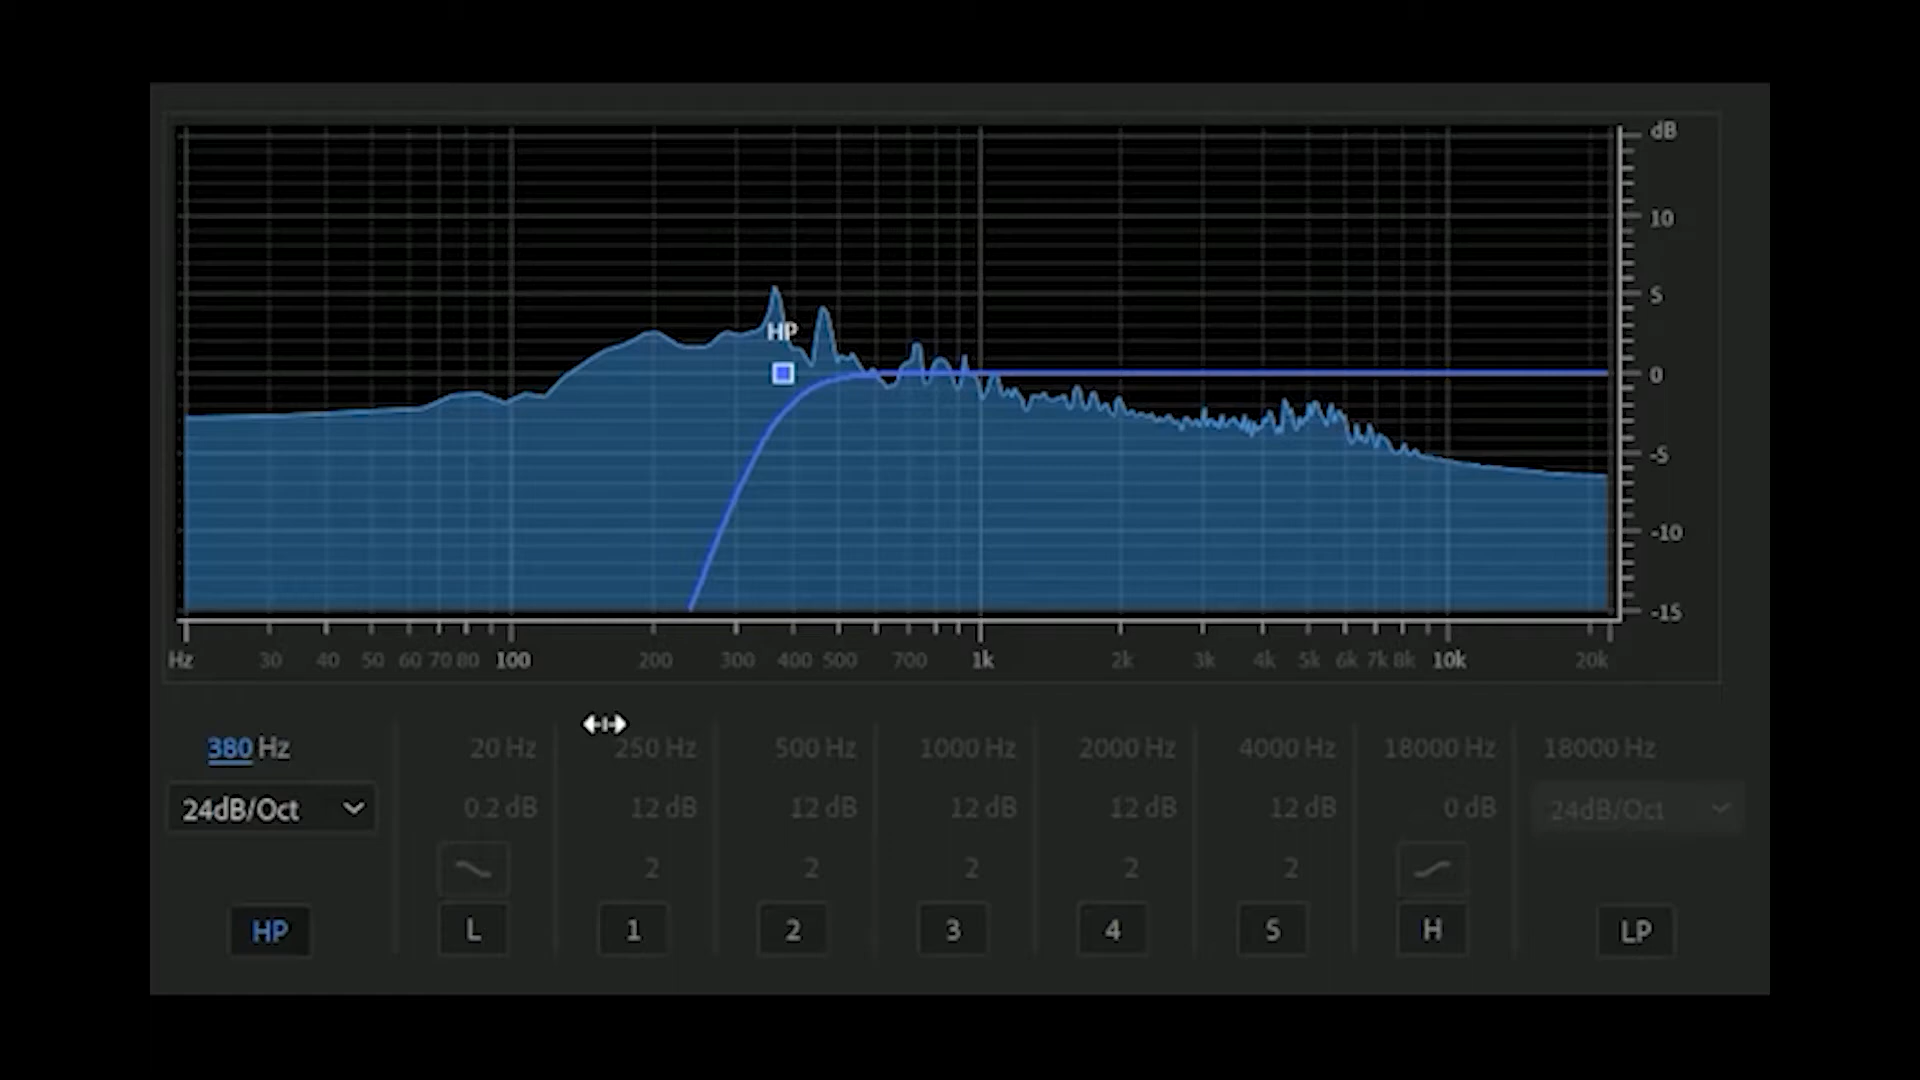 dB
10
5
0
-5
-10
-15
HP
Hz 30 40 50 60 70 80 100 200 300 400 500 700 1k 2k 3k 4k 5k 6k 7k 8k 10k 20k
380 Hz 20 Hz 250 Hz 500 Hz 1000 Hz 2000 Hz 4000 Hz 18000 Hz 18000 Hz
24dB/Oct 0.2 dB 12 dB 12 dB 12 dB 12 dB 12 dB 0 dB 24dB/Oct
2 2 2 2 2
HP L 1 2 3 4 5 H LP